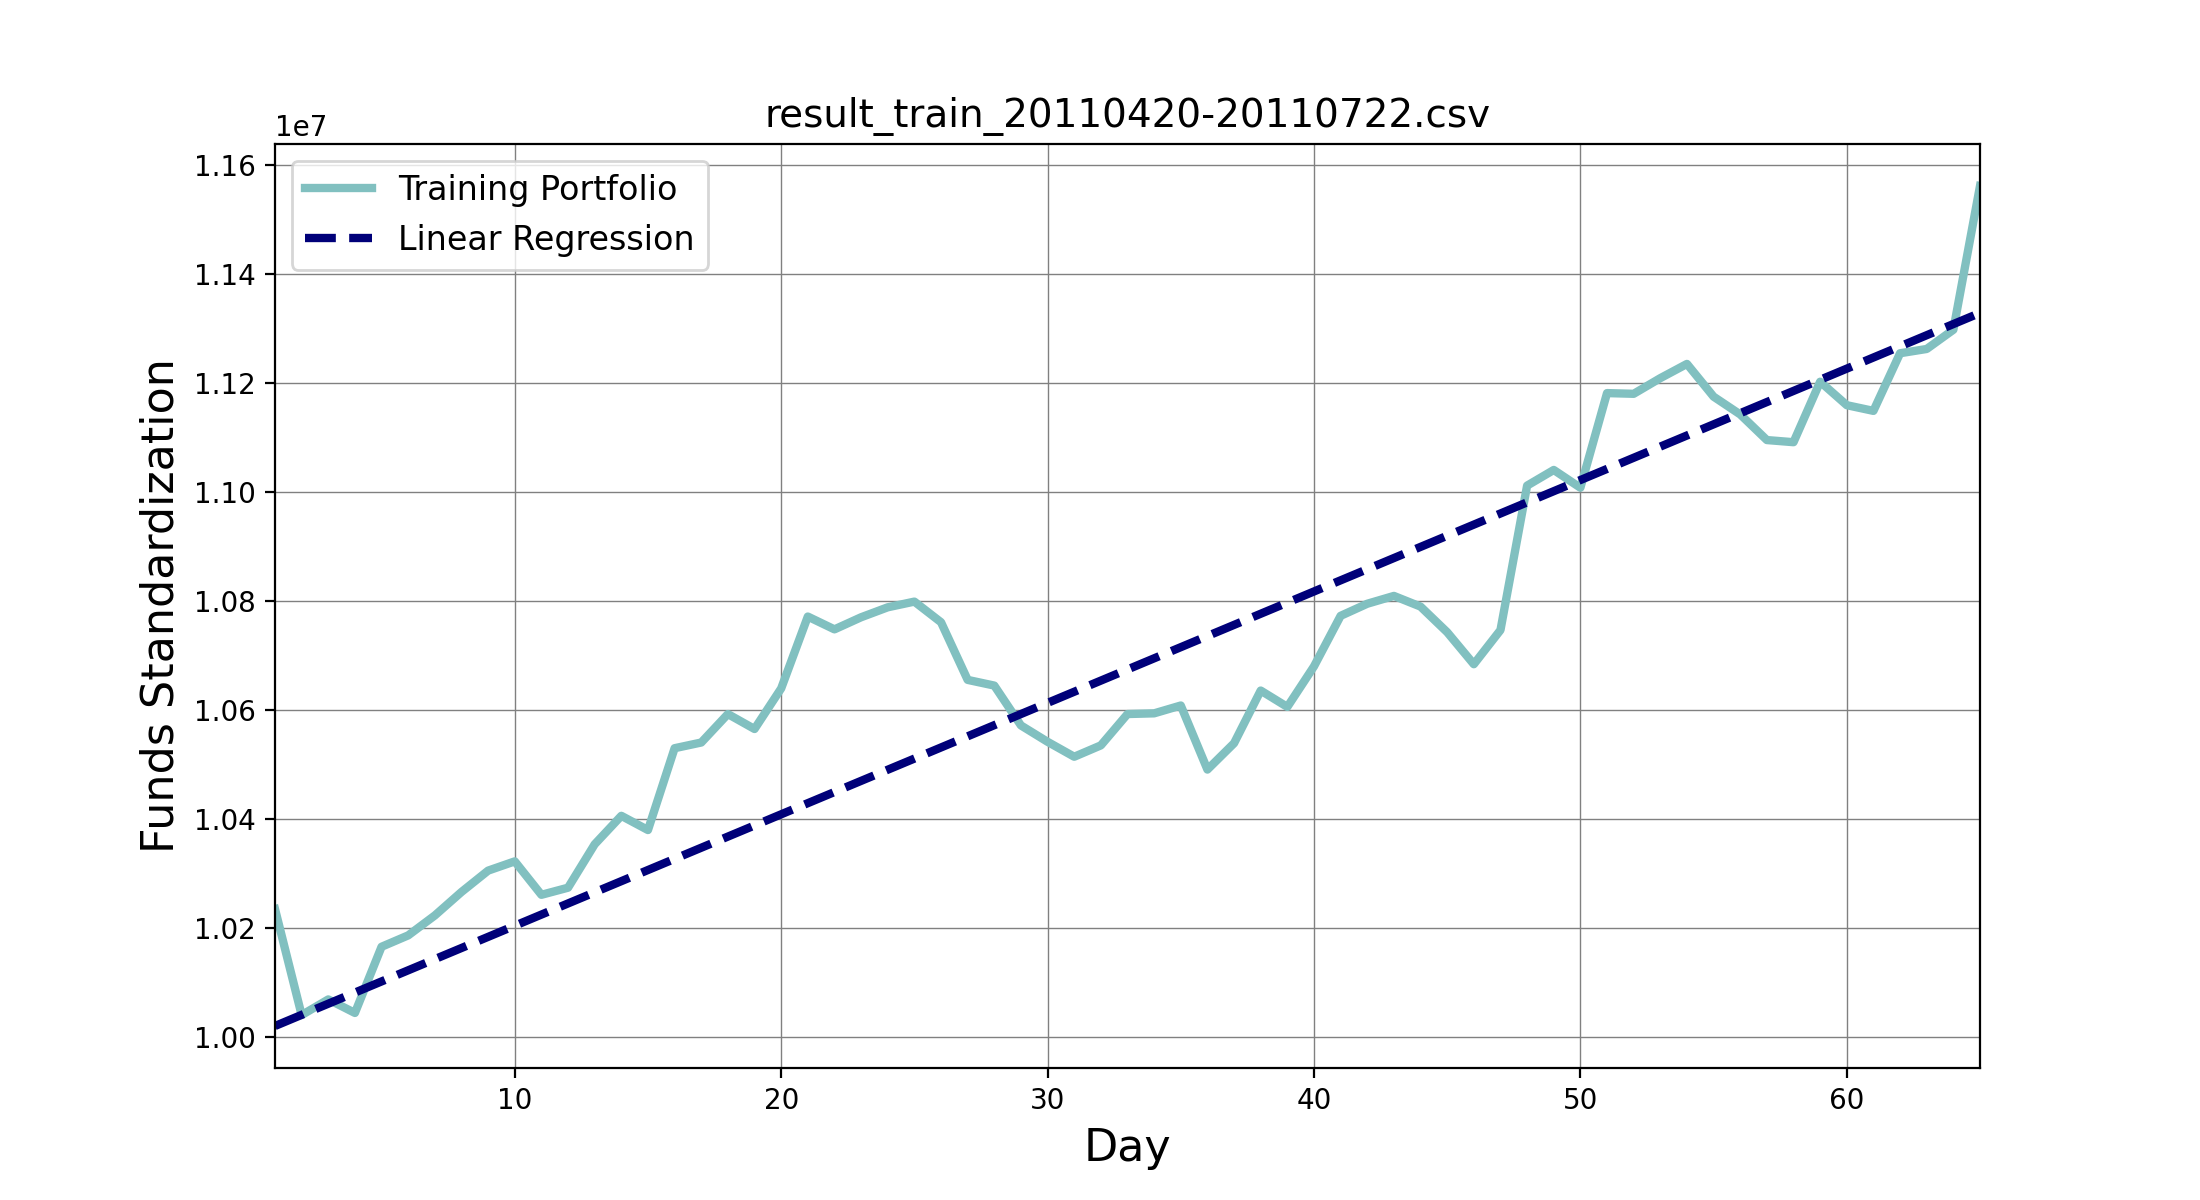 result_train_20110420-20110722.csv
1e7
Training Portfolio
Linear Regression
1.16
1.14
1.12
1.10
1.08
1.06
1.04
1.02
1.00
Funds Standardization
10 20 30 40 50 60
Day